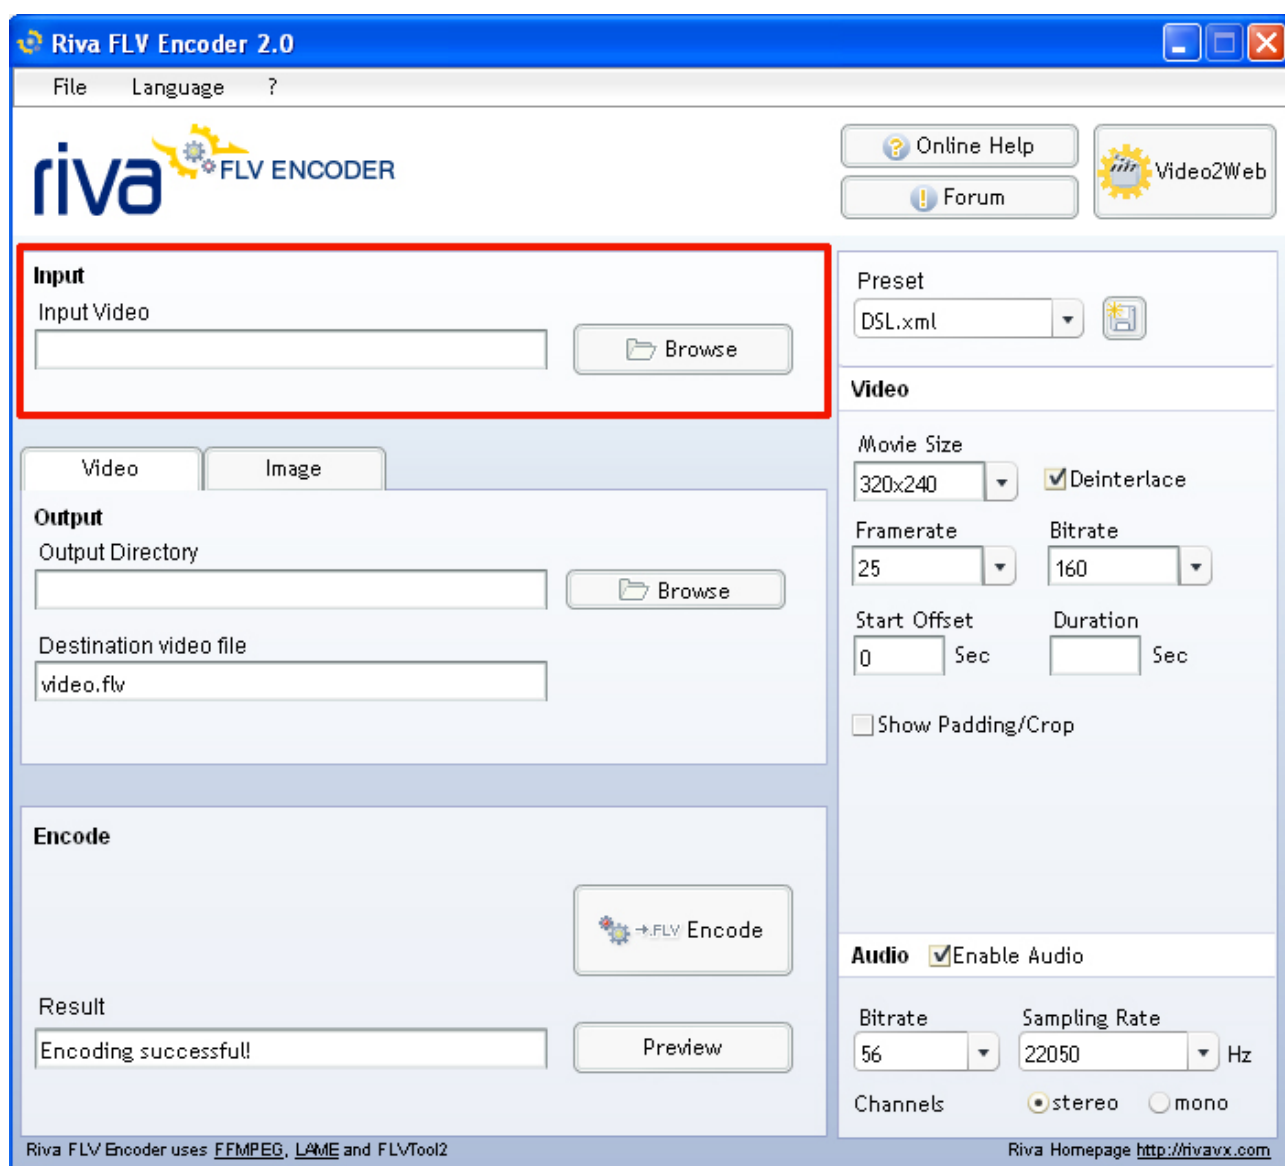 Riva FLV Encoder 2.0
File Language ?
riva FLV ENCODER
Online Help
Forum
Video2Web
Input
Input Video
Browse
Preset
DSL.xml
Video
Movie Size
320x240
Deinterlace
Framerate
Bitrate
25
160
Start Offset
Duration
0 Sec
Sec
Show Padding/Crop
Video
Image
Output
Output Directory
Browse
Destination video file
video.flv
Encode
→.FLV Encode
Result
Encoding successful!
Preview
Audio
Enable Audio
Bitrate
Sampling Rate
56
22050 Hz
Channels
stereo
mono
Riva FLV Encoder uses FFMPEG, LAME and FLVTool2
Riva Homepage http://rivavx.com